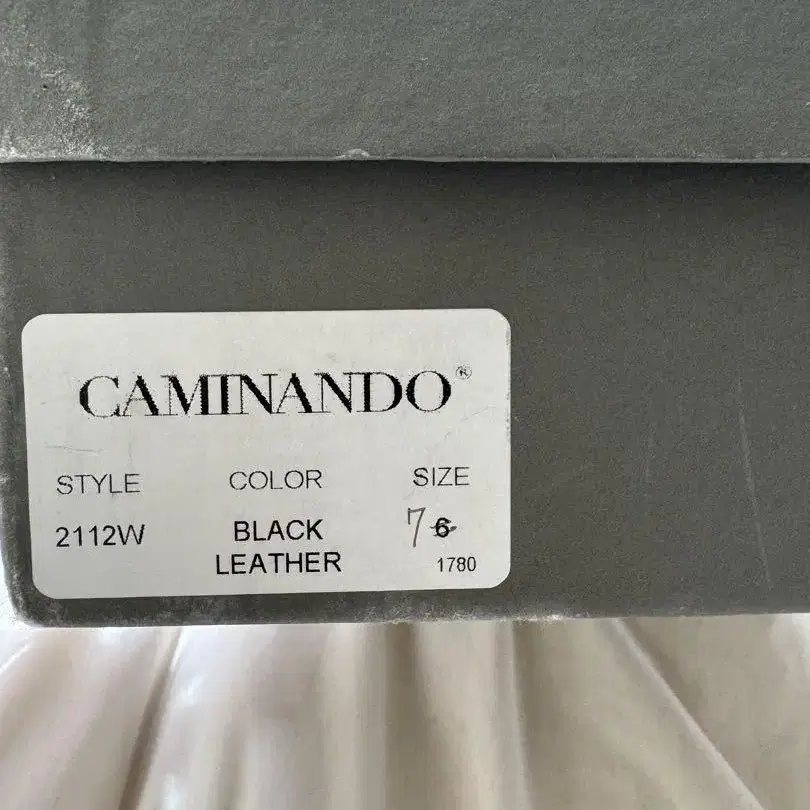 CAMINANDO®
STYLE COLOR SIZE
2112W BLACK 7 6
LEATHER 1780